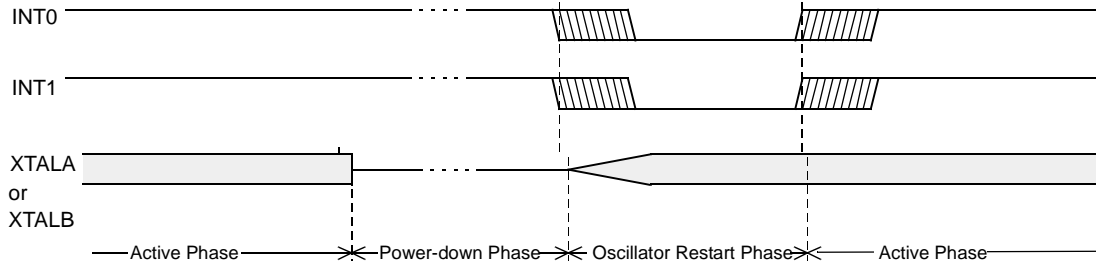 INT0
INT1
XTALA
or
XTALB
Active Phase Power-down Phase Oscillator Restart Phase Active Phase